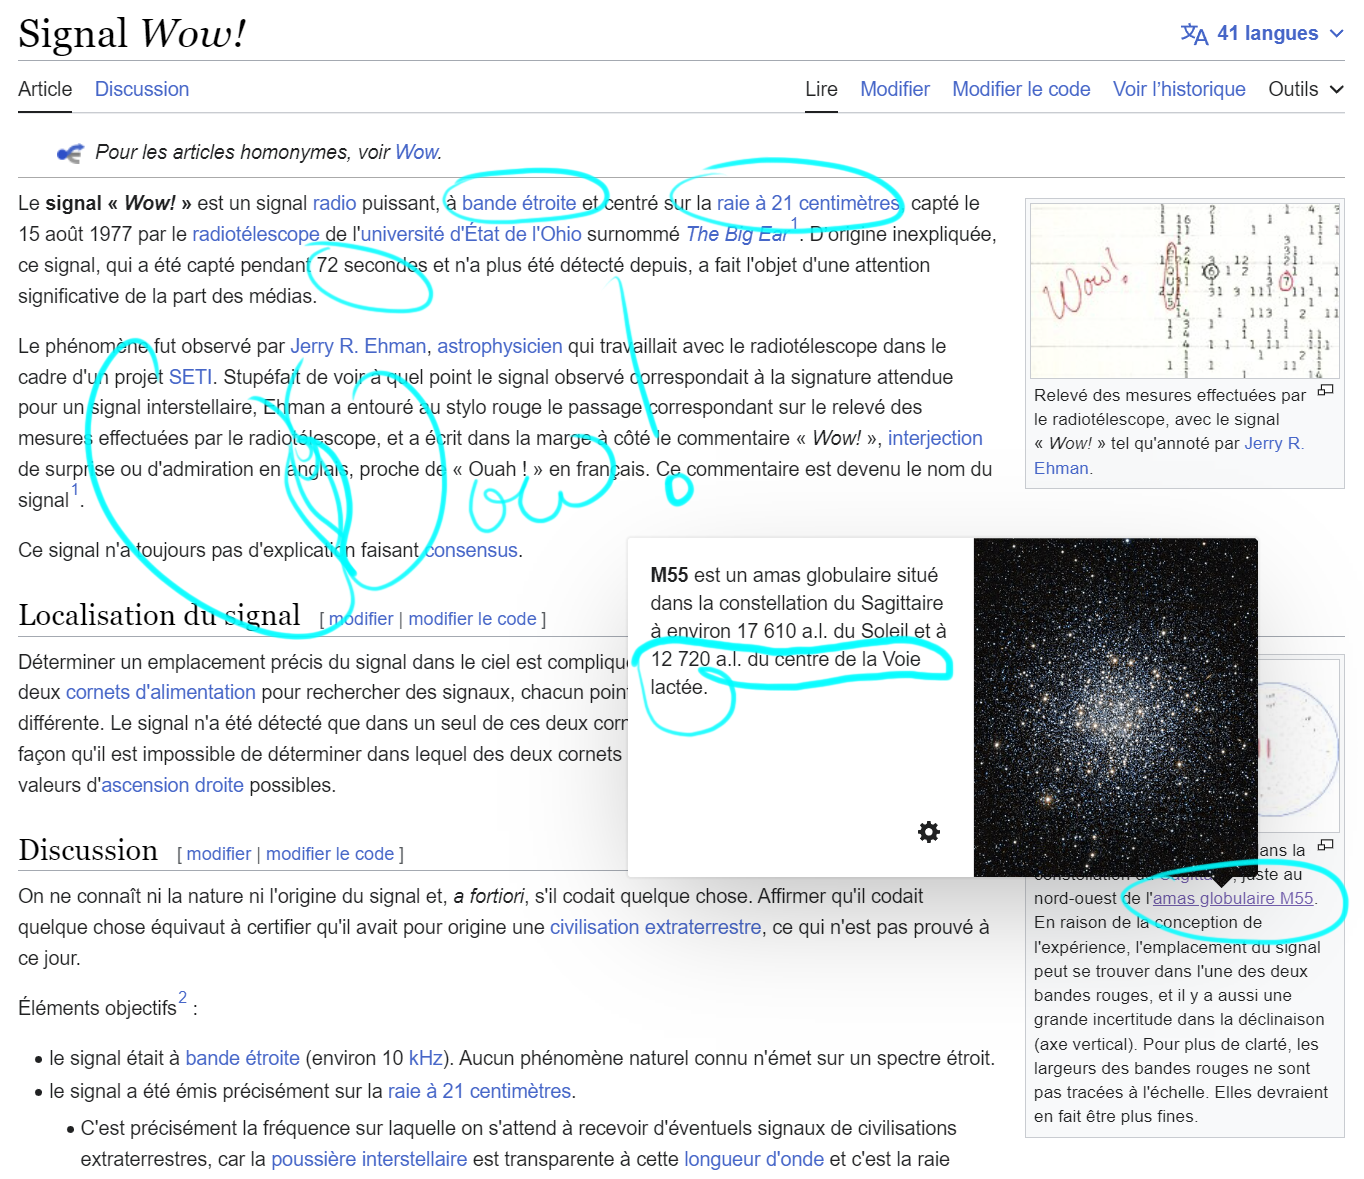 Signal Wow!
41 langues
Article Discussion
Lire Modifier Modifier le code Voir l'historique Outils
Pour les articles homonymes, voir Wow.
Le signal « Wow! » est un signal radio puissant, à bande étroite et centré sur la raie à 21 centimètres, capté le
15 août 1977 par le radiotélescope de l'université d'État de l'Ohio surnommé The Big Ear1. D'origine inexpliquée,
ce signal, qui a été capté pendant 72 secondes et n'a plus été détecté depuis, a fait l'objet d'une attention
significative de la part des médias.
Le phénomène fut observé par Jerry R. Ehman, astrophysicien qui travaillait avec le radiotélescope dans le
cadre d'un projet SETI. Stupéfait de voir à quel point le signal observé correspondait à la signature attendue
pour un signal interstellaire, Ehman a entouré au stylo rouge le passage correspondant sur le relevé des
mesures effectuées par le radiotélescope, et a écrit dans la marge à côté le commentaire « Wow! », interjection
de surprise ou d'admiration en anglais, proche de « Ouah ! » en français. Ce commentaire est devenu le nom du
signal1.
Wow!
Ce signal n'a toujours pas d'explication faisant consensus.
Wow!
Relevé des mesures effectuées par
le radiotélescope, avec le signal
« Wow! » tel qu'annoté par Jerry R.
Ehman.
Localisation du signal [ modifier | modifier le code ]
Déterminer un emplacement précis du signal dans le ciel est complique
deux cornets d'alimentation pour rechercher des signaux, chacun poin
différente. Le signal n'a été détecté que dans un seul de ces deux corn
façon qu'il est impossible de déterminer dans lequel des deux cornets
valeurs d'ascension droite possibles.
M55 est un amas globulaire situé
dans la constellation du Sagittaire
à environ 17 610 a.l. du Soleil et à
12 720 a.l. du centre de la Voie
lactée.
Discussion [ modifier | modifier le code ]
On ne connaît ni la nature ni l'origine du signal et, a fortiori, s'il codait quelque chose. Affirmer qu'il codait
quelque chose équivaut à certifier qu'il avait pour origine une civilisation extraterrestre, ce qui n'est pas prouvé à
ce jour.
Éléments objectifs2 :
• le signal était à bande étroite (environ 10 kHz). Aucun phénomène naturel connu n'émet sur un spectre étroit.
• le signal a été émis précisément sur la raie à 21 centimètres.
• C'est précisément la fréquence sur laquelle on s'attend à recevoir d'éventuels signaux de civilisations
extraterrestres, car la poussière interstellaire est transparente à cette longueur d'onde et c'est la raie
ans la
constellation du Sagittaire, juste au
nord-ouest de l'amas globulaire M55.
En raison de la conception de
l'expérience, l'emplacement du signal
peut se trouver dans l'une des deux
bandes rouges, et il y a aussi une
grande incertitude dans la déclinaison
(axe vertical). Pour plus de clarté, les
largeurs des bandes rouges ne sont
pas tracées à l'échelle. Elles devraient
en fait être plus fines.